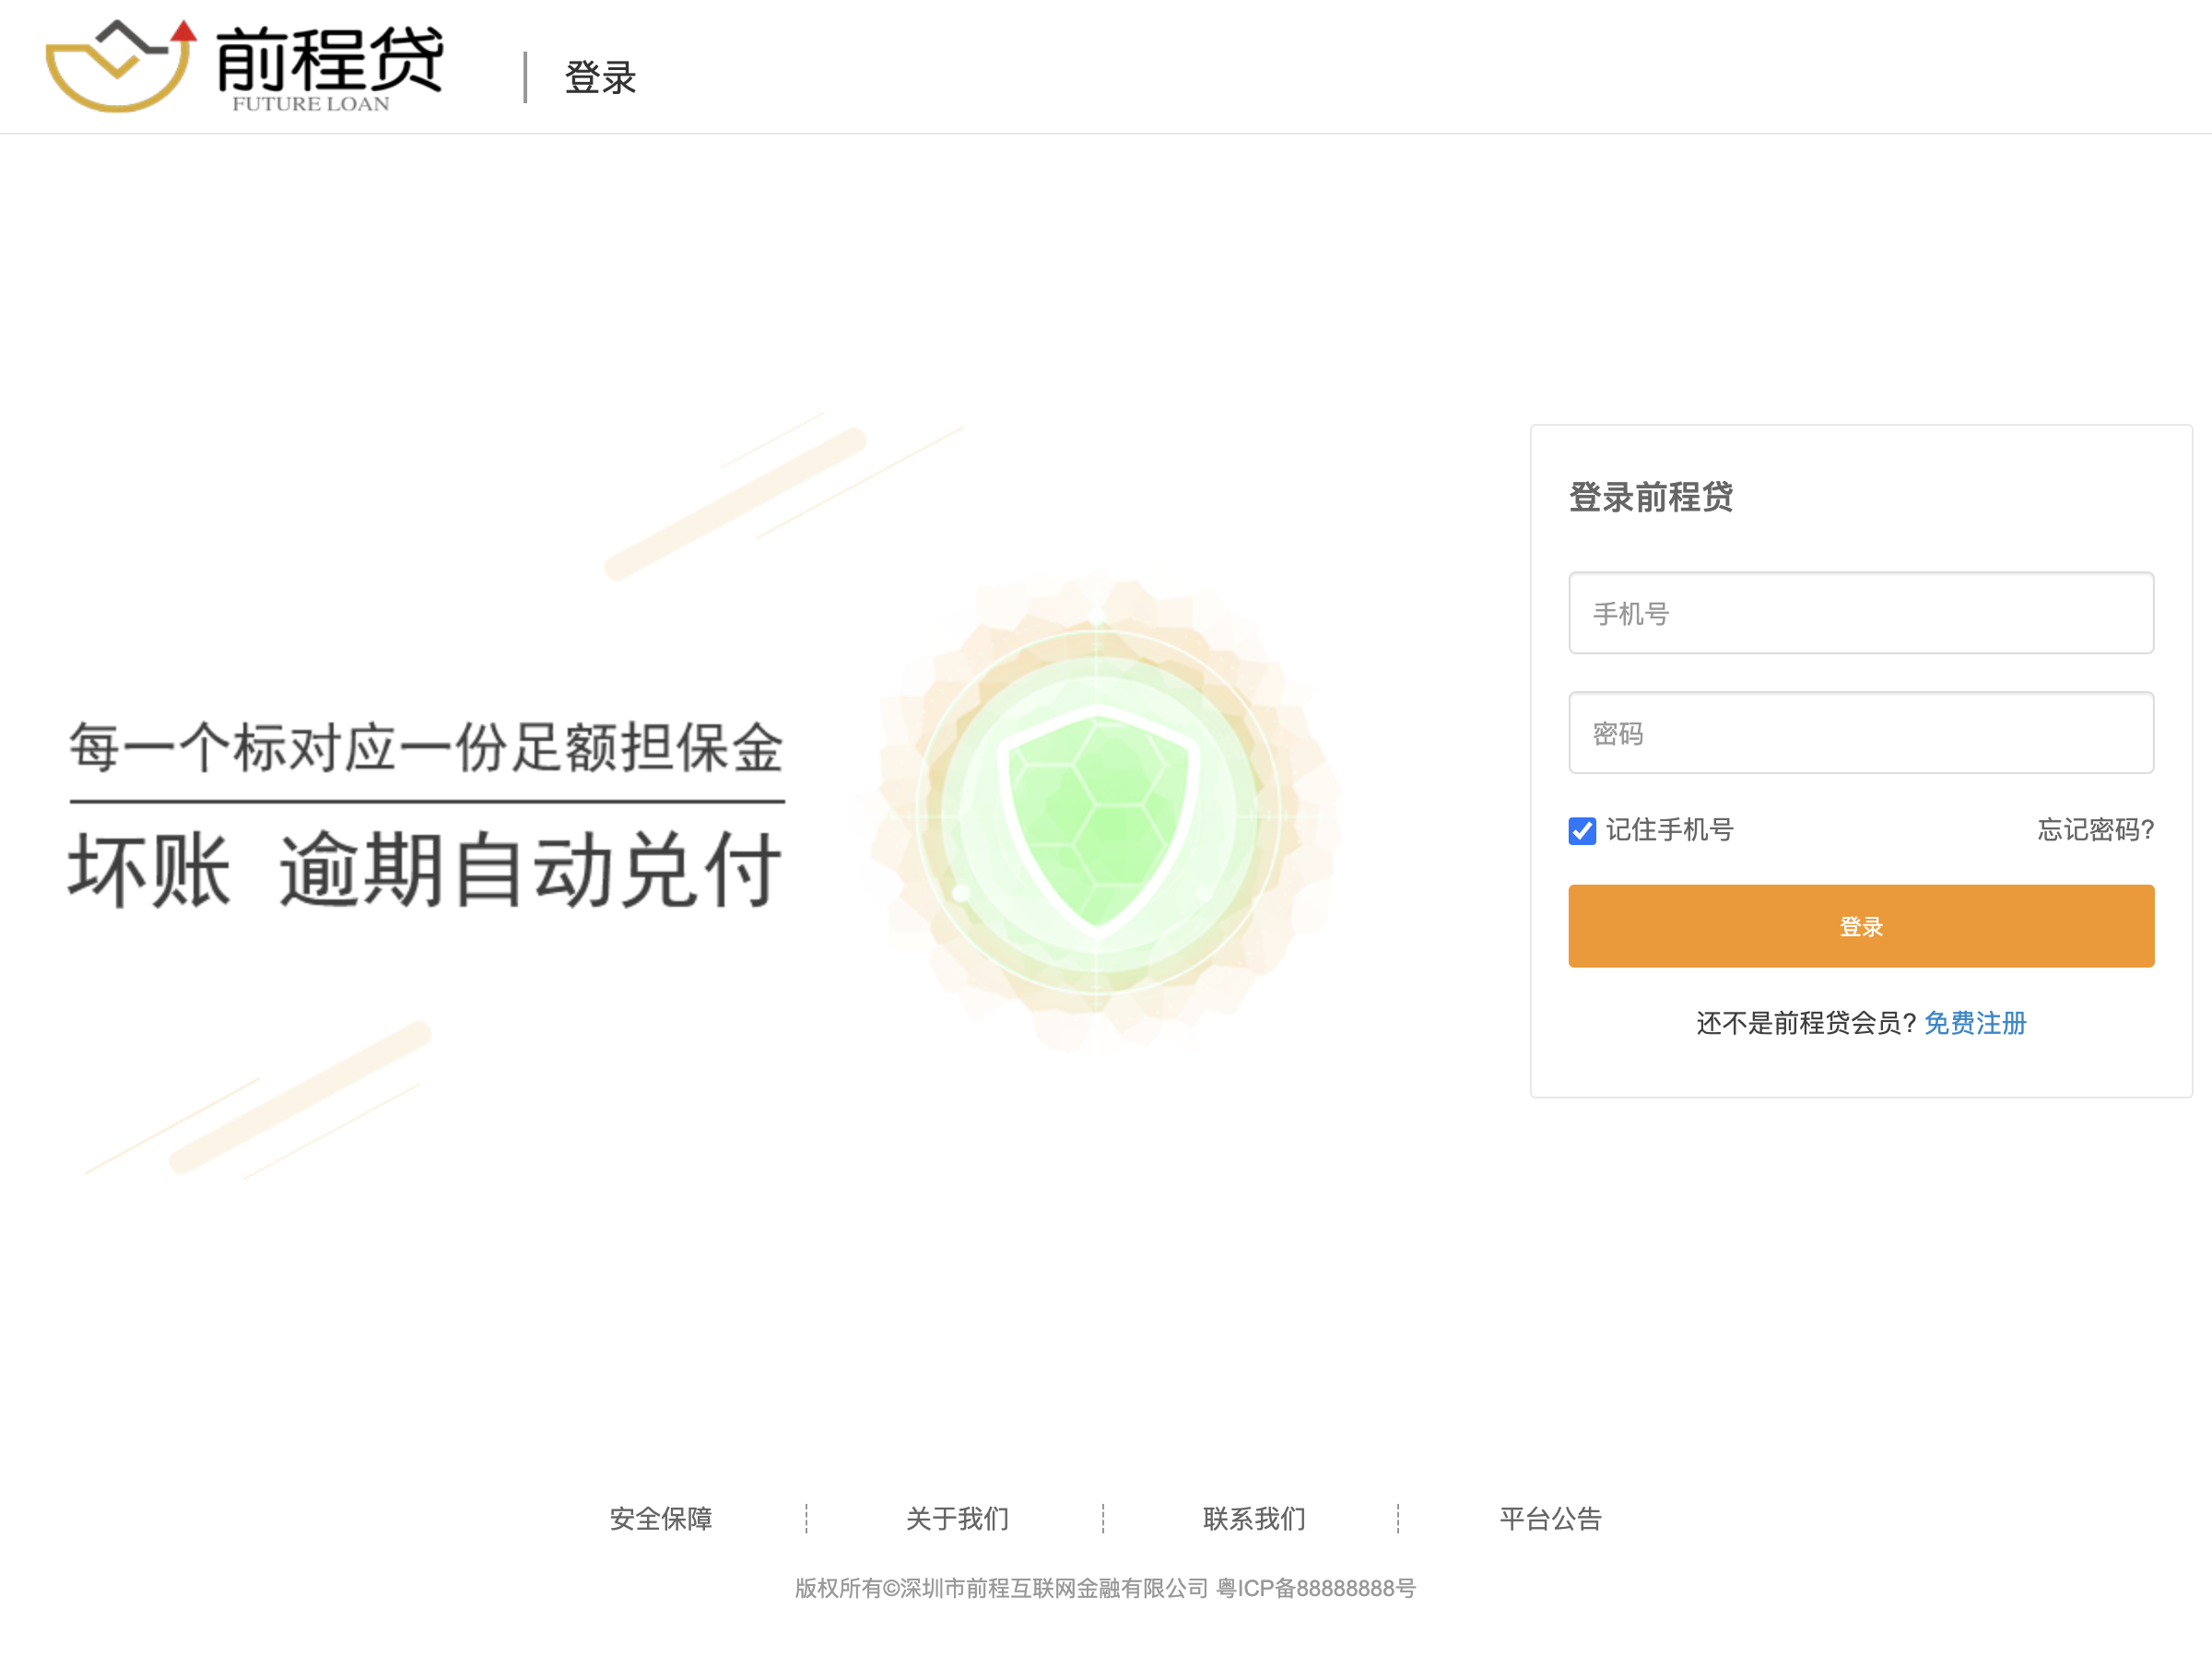 前程贷
FUTURE LOAN
登录
每一个标对应一份足额担保金
坏账 逾期自动兑付
登录前程贷
手机号
密码
记住手机号 忘记密码?
登录
还不是前程贷会员? 免费注册
安全保障 关于我们 联系我们 平台公告
版权所有©深圳市前程互联网金融有限公司 粤ICP备88888888号